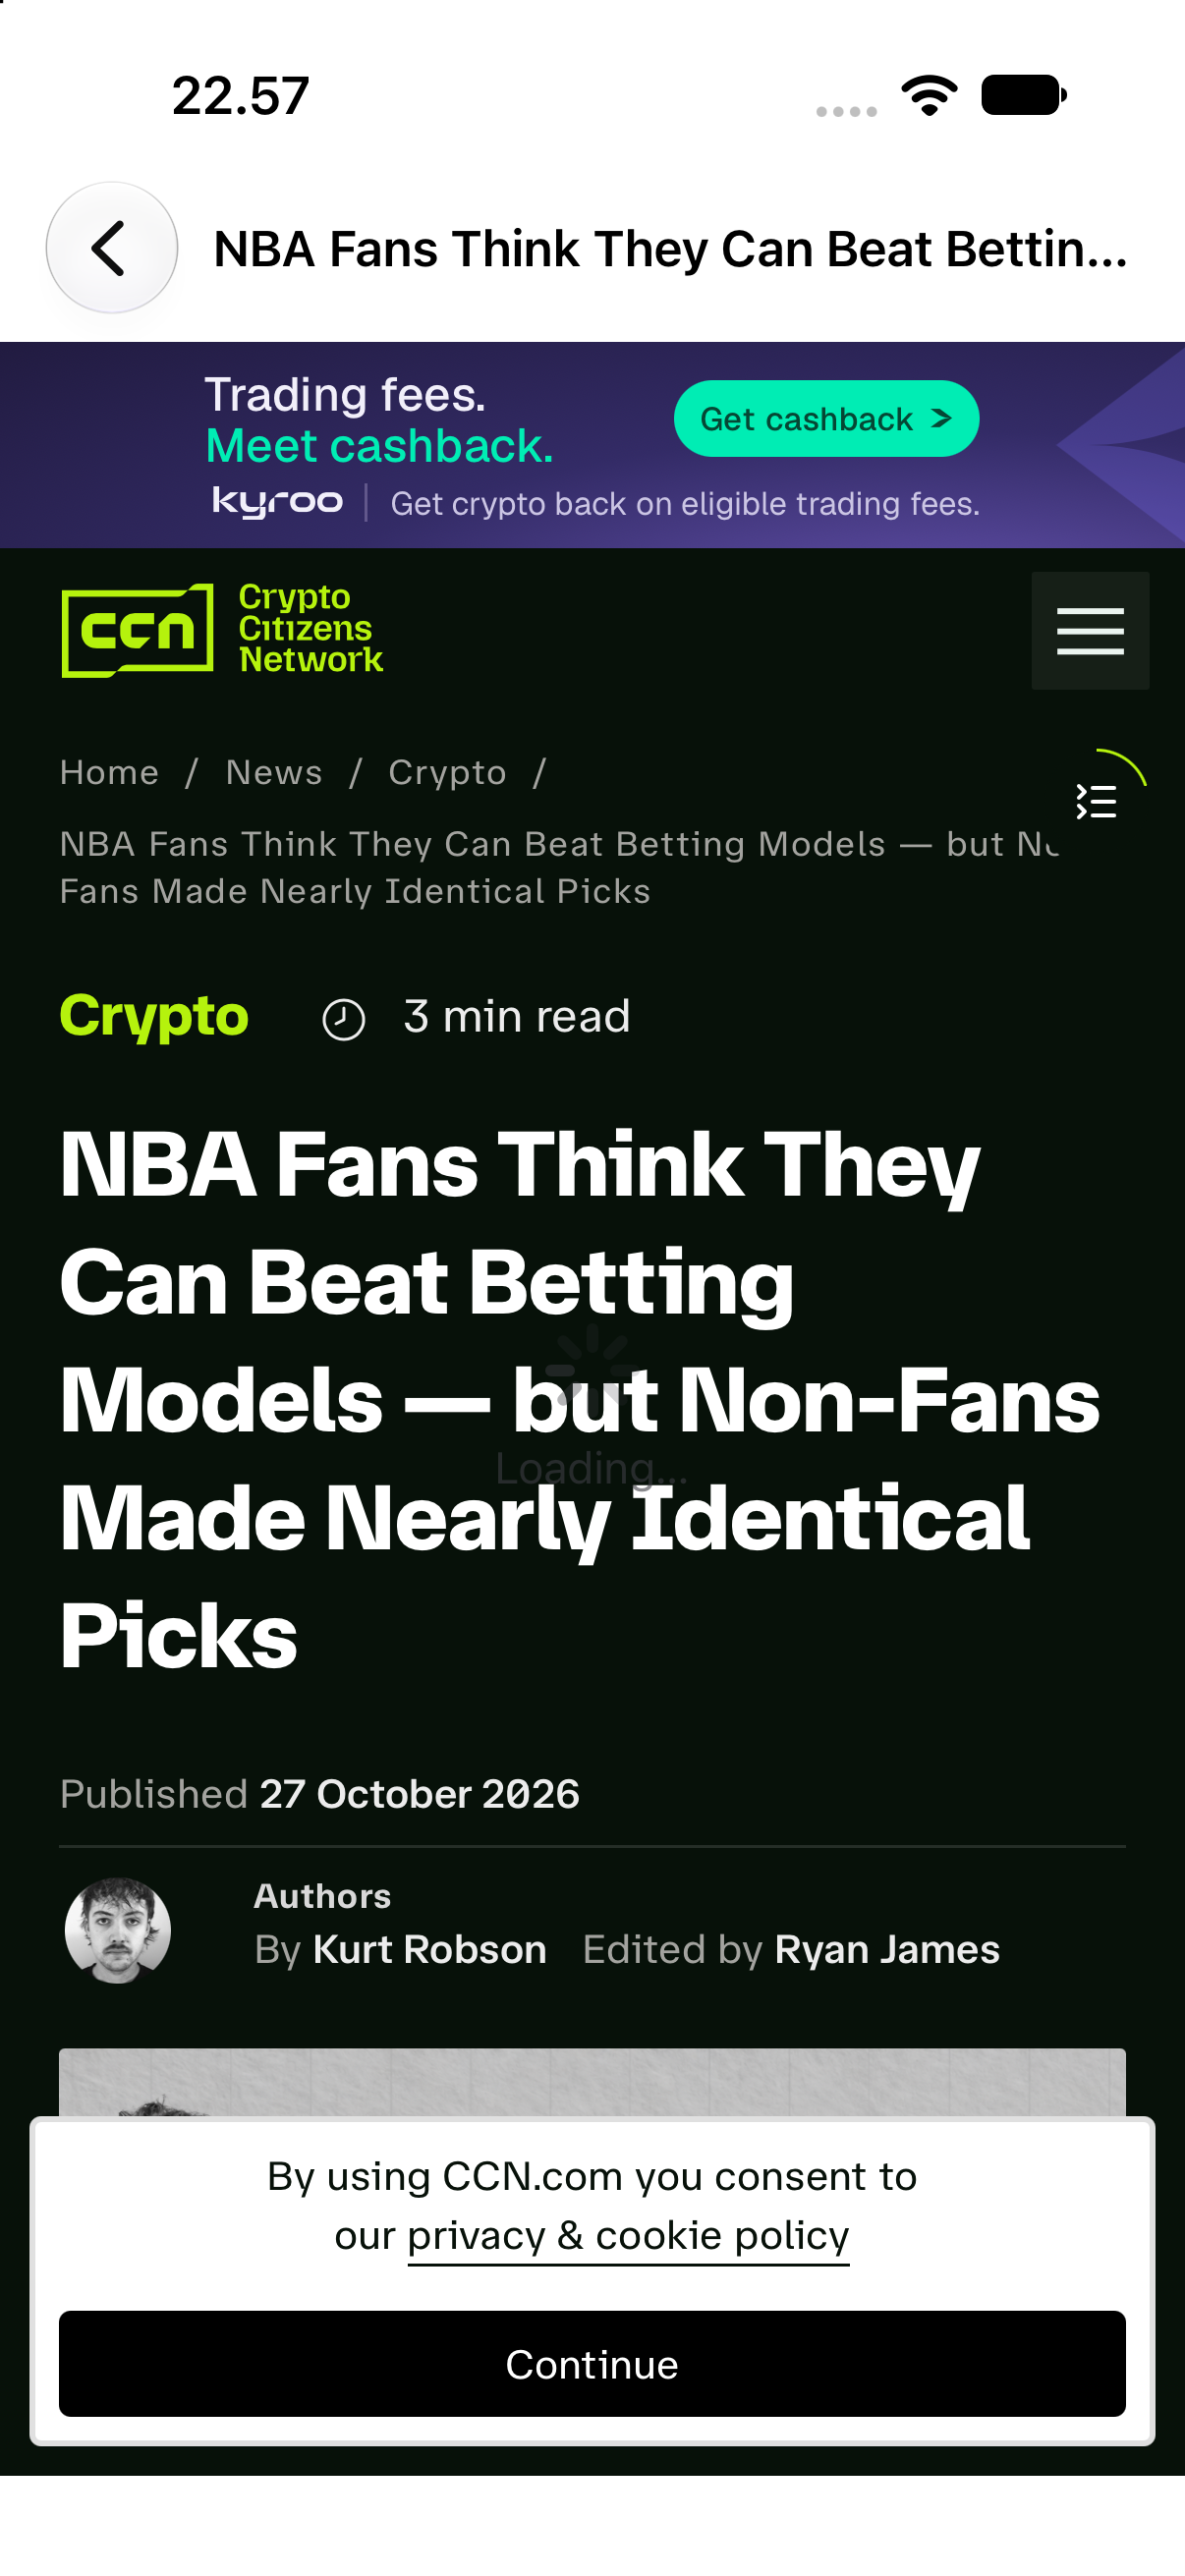 22.57
NBA Fans Think They Can Beat Bettin...
Trading fees.
Meet cashback.
Get cashback >
kyroo | Get crypto back on eligible trading fees.
ccn
Crypto
Citizens
Network
Home / News / Crypto /
NBA Fans Think They Can Beat Betting Models — but No
Fans Made Nearly Identical Picks
Crypto 3 min read
NBA Fans Think They
Can Beat Betting
Models — but Non-Fans
Loading...
Made Nearly Identical
Picks
Published 27 October 2026
Authors
By Kurt Robson Edited by Ryan James
By using CCN.com you consent to
our privacy & cookie policy
Continue